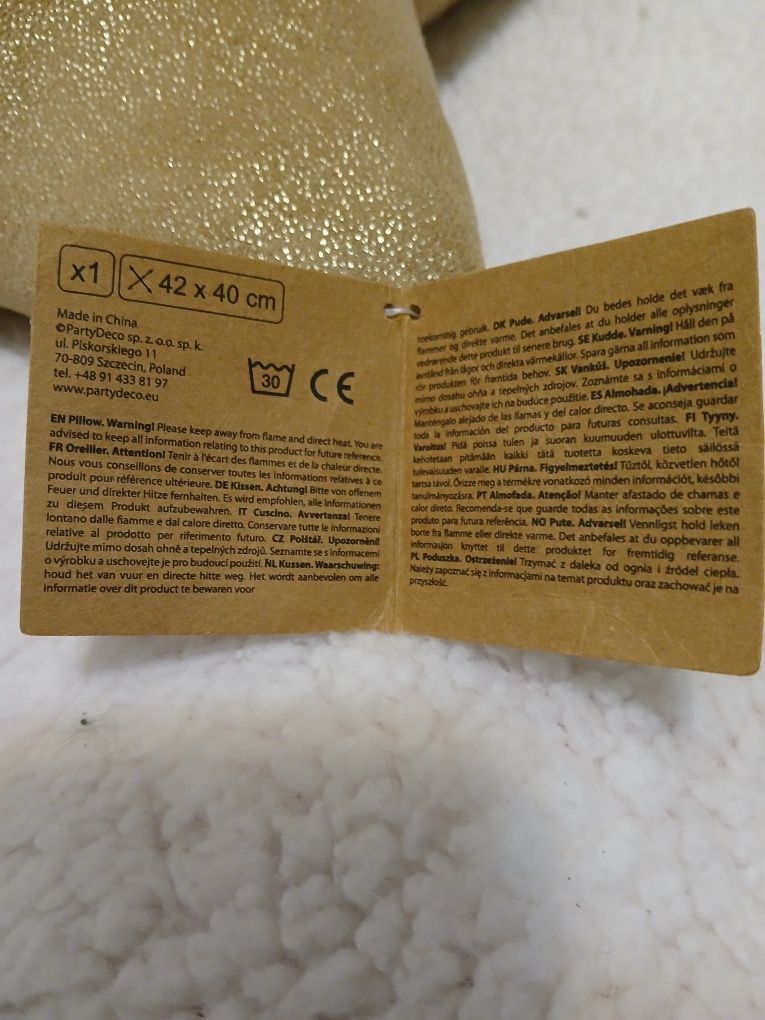 x1 42 x 40 cm
Made in China
©PartyDeco sp. z.o.o. sp. k.
ul. Piskorskiego 11
70-809 Szczecin, Poland
tel. +48 91 433 81 97
www.partydeco.eu
30 CE
EN Pillow. Warning! Please keep away from flame and direct heat. You are
advised to keep all information relating to this product for future reference.
FR Oreiller. Attention! Tenir à l'écart des flammes et de la chaleur directe.
Nous vous conseillons de conserver toutes les informations relatives à ce
produit pour référence ultérieure. DE Kissen. Achtung! Bitte von offenem
Feuer und direkter Hitze fernhalten. Es wird empfohlen, alle Informationen
zu diesem Produkt aufzubewahren. IT Cuscino. Avvertenza! Tenere
lontano dalle fiamme e dal calore diretto. Conservare tutte le informazioni
relative al prodotto per riferimento futuro. CZ Polštář. Upozornění!
Udržujte mimo dosah ohně a tepelných zdrojů. Seznamte se s informacemi
o výrobku a uschovejte je pro budoucí použití. NL Kussen. Waarschuwing:
houd het van vuur en directe hitte weg. Het wordt aanbevolen om alle
informatie over dit product te bewaren voor
toekomstig gebruik. DK Pude. Advarsel! Du bedes holde det væk fra
flammer og direkte varme. Det anbefales at du holder alle oplysninger
vedrørende dette produkt til senere brug. SE Kudde. Varning! Håll den på
avstånd från lågor och direkta värmekällor. Spara gärna all information som
rör produkten för framtida behov. SK Vankúš. Upozornenie! Udržujte
mimo dosahu ohňa a tepelných zdrojov. Zoznámte sa s informáciami o
výrobku a uschovajte ich na budúce použitie. ES Almohada. ¡Advertencia!
Manténgalo alejado de las llamas y del calor directo. Se aconseja guardar
toda la información del producto para futuras consultas. FI Tyyny.
Varoitus! Pidä poissa tulen ja suoran kuumuuden ulottuvilta. Teitä
kehotetaan pitämään kaikki tätä tuotetta koskeva tieto säilössä
tulevaisuuden varalle. HU Párna. Figyelmeztetés! Tűztől, közvetlen hőtől
tartsa távol. Őrizze meg a termékre vonatkozó minden információt, későbbi
tanulmányozásra. PT Almofada. Atenção! Manter afastado de chamas e
calor direto. Recomenda-se que guarde todas as informações sobre este
produto para futura referência. NO Pute. Advarsel! Vennligst hold leken
borte fra flamme eller direkte varme. Det anbefales at du oppbevarer all
informasjon knyttet til dette produktet for fremtidig referanse.
PL Poduszka. Ostrzeżenie! Trzymać z daleka od ognia i źródeł ciepła.
Należy zapoznać się z informacjami na temat produktu oraz zachować je na
przyszłość.